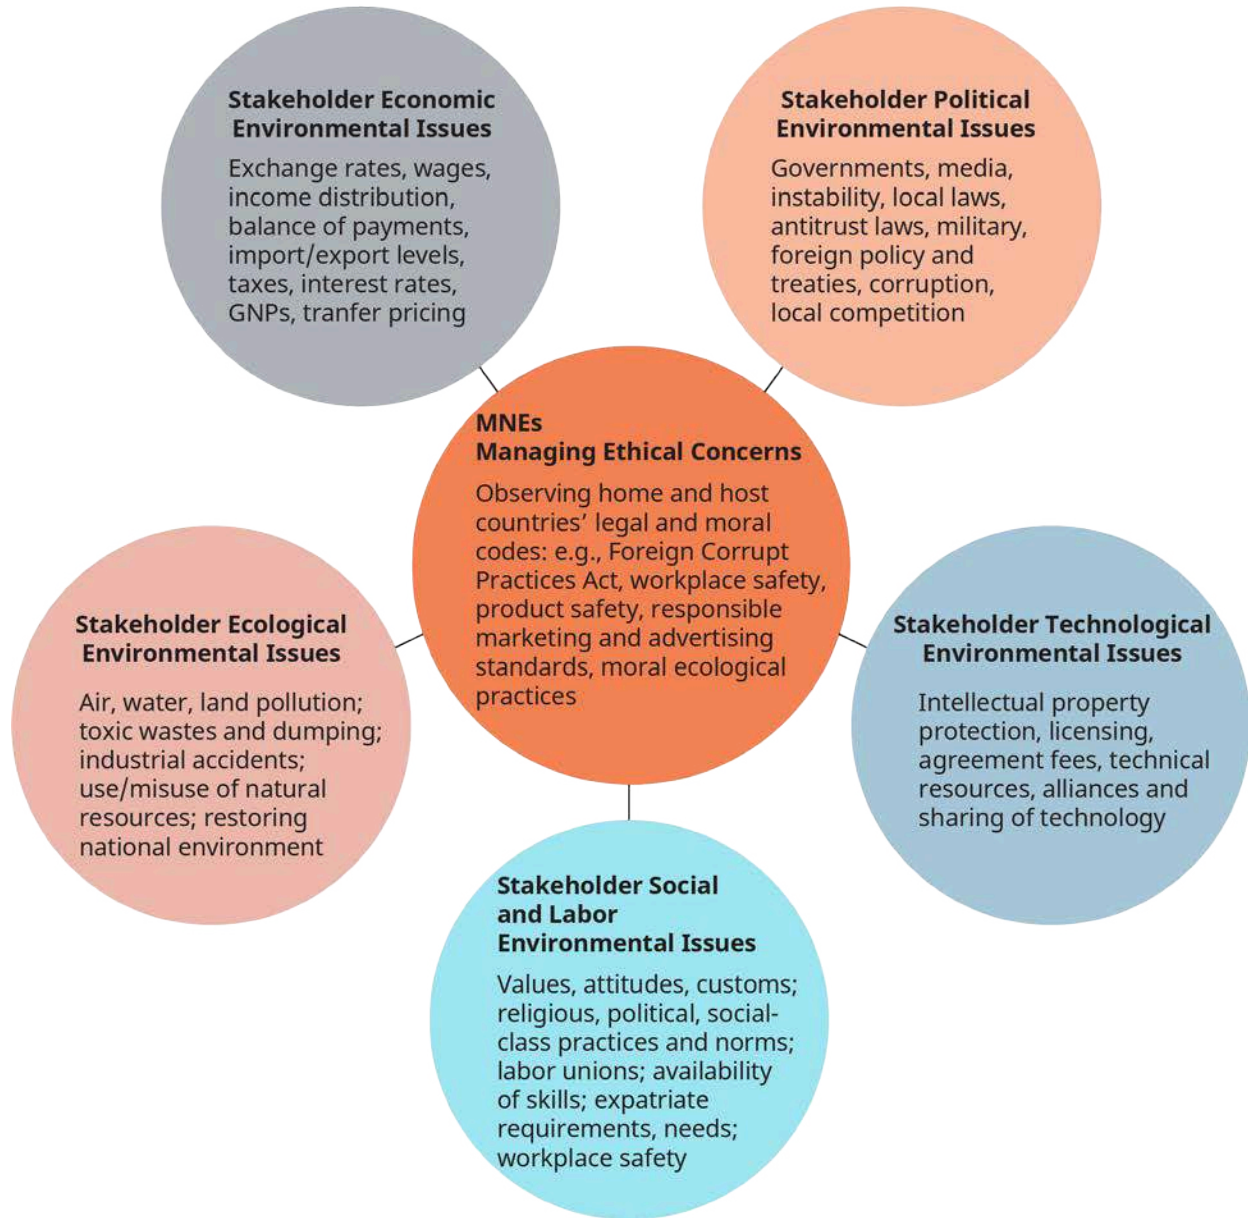 Stakeholder Economic
Environmental Issues
Exchange rates, wages,
income distribution,
balance of payments,
import/export levels,
taxes, interest rates,
GNPs, tranfer pricing
Stakeholder Political
Environmental Issues
Governments, media,
instability, local laws,
antitrust laws, military,
foreign policy and
treaties, corruption,
local competition
MNEs
Managing Ethical Concerns
Observing home and host
countries’ legal and moral
codes: e.g., Foreign Corrupt
Practices Act, workplace safety,
product safety, responsible
marketing and advertising
standards, moral ecological
practices
Stakeholder Ecological
Environmental Issues
Air, water, land pollution;
toxic wastes and dumping;
industrial accidents;
use/misuse of natural
resources; restoring
national environment
Stakeholder Technological
Environmental Issues
Intellectual property
protection, licensing,
agreement fees, technical
resources, alliances and
sharing of technology
Stakeholder Social
and Labor
Environmental Issues
Values, attitudes, customs;
religious, political, social-
class practices and norms;
labor unions; availability
of skills; expatriate
requirements, needs;
workplace safety